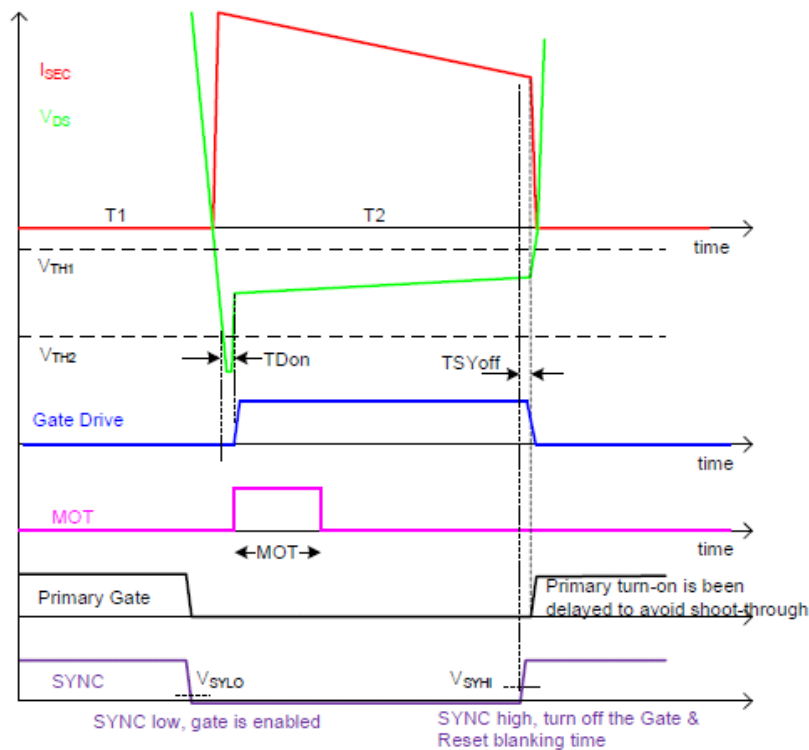 ISEC
VDS
T1
T2
time
VTH1
VTH2
TDon
TSYoff
Gate Drive
time
MOT
time
MOT
Primary Gate
Primary turn-on is been
delayed to avoid shoot-through
SYNC
VSYLO
VSYHI
SYNC low, gate is enabled
SYNC high, turn off the Gate &
Reset blanking time